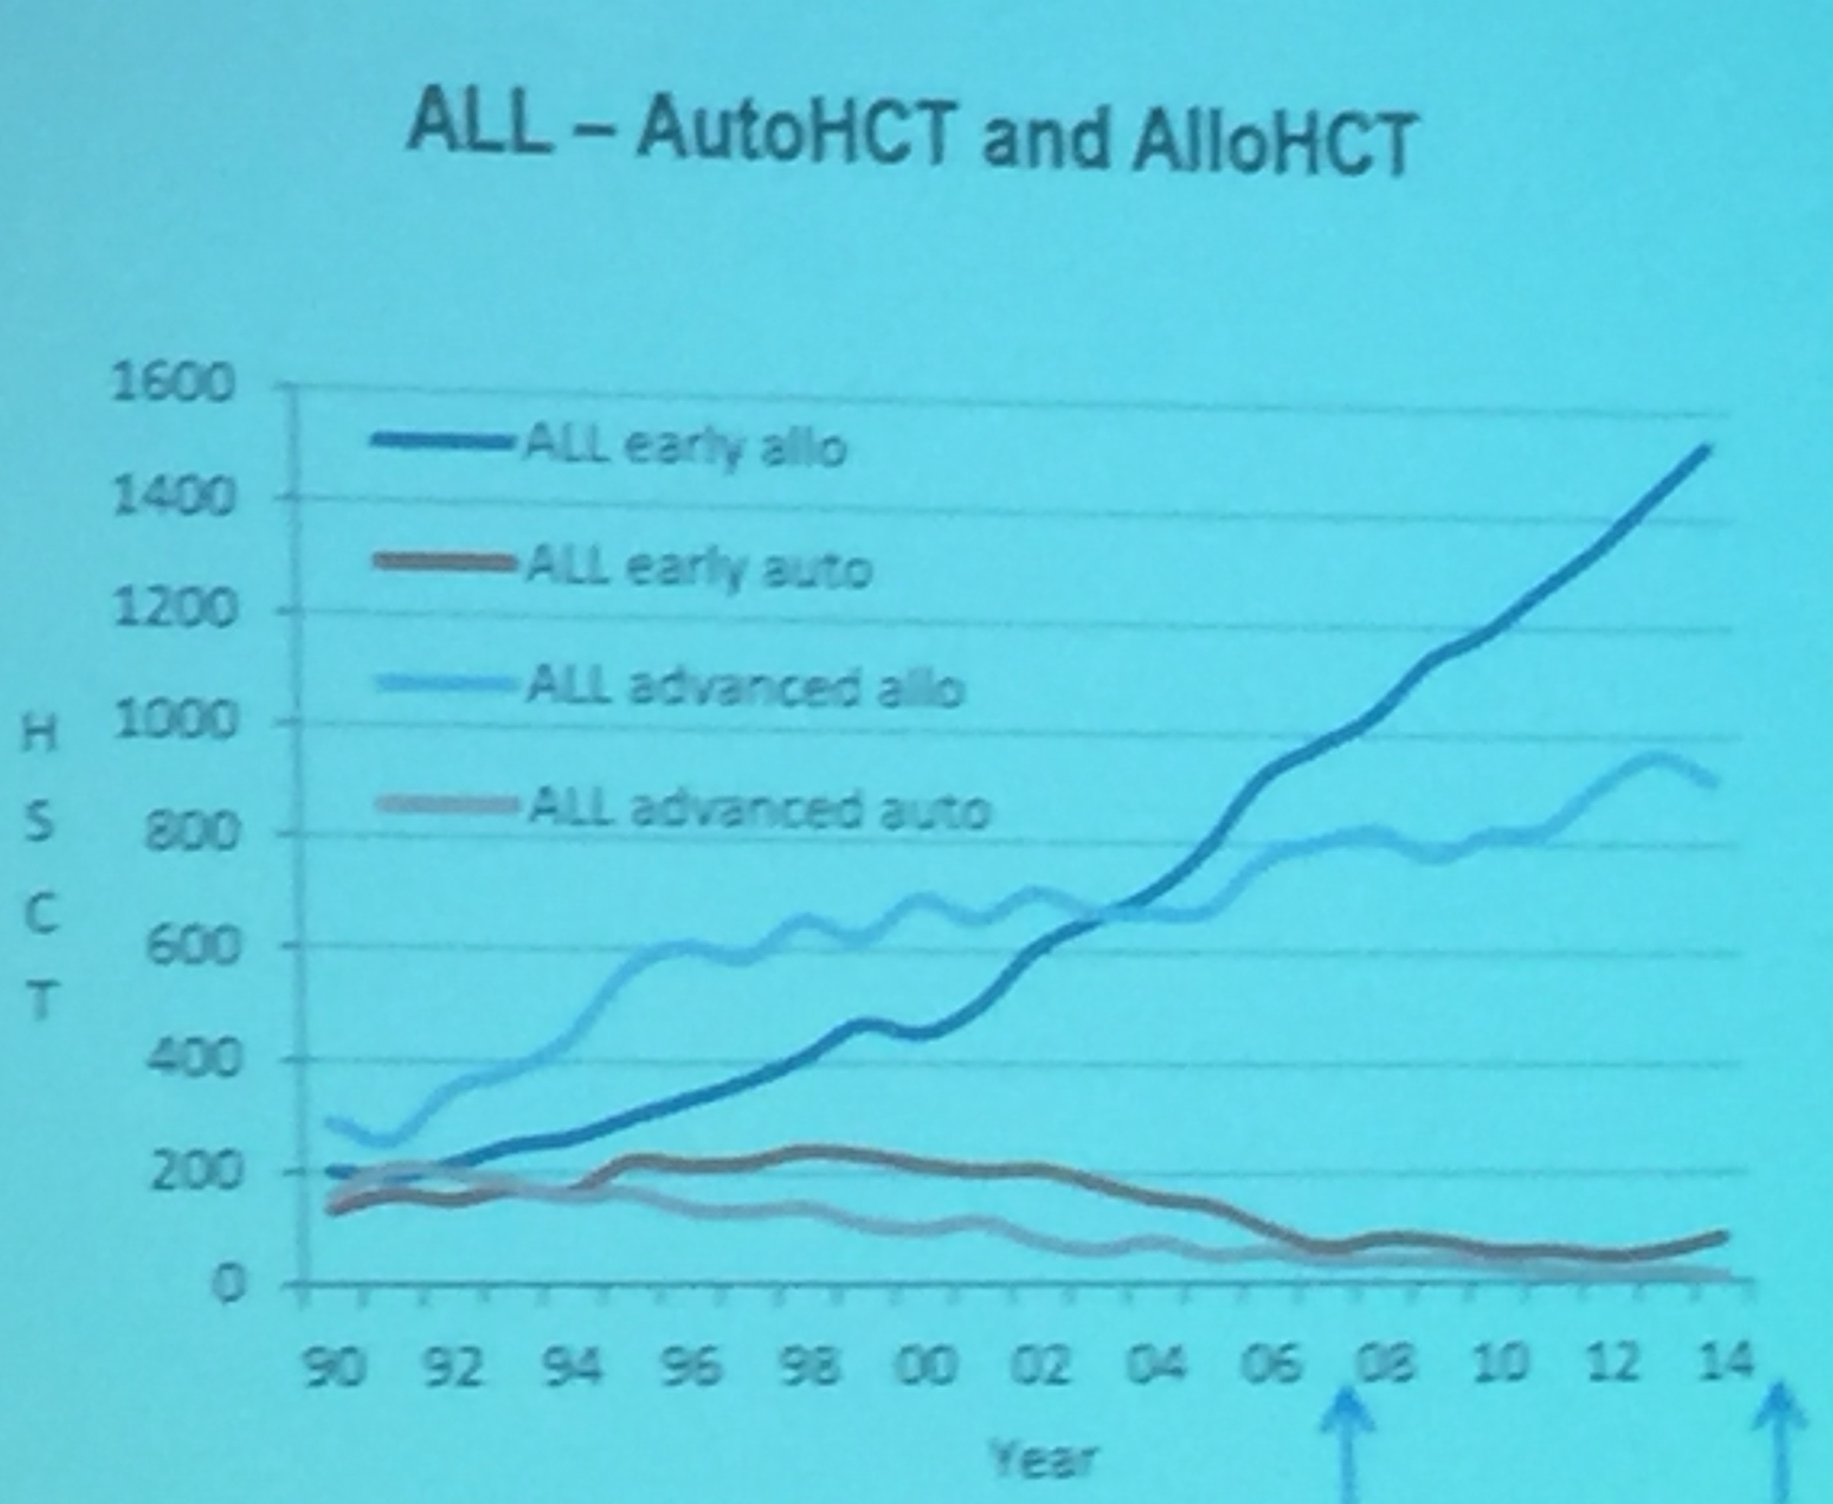 ALL – AutoHCT and AlloHCT
1600
1400
1200
1000
800
600
400
200
0
H
S
C
T
ALL early allo
ALL early auto
ALL advanced allo
ALL advanced auto
90 92 94 96 98 00 02 04 06 08 10 12 14
Year